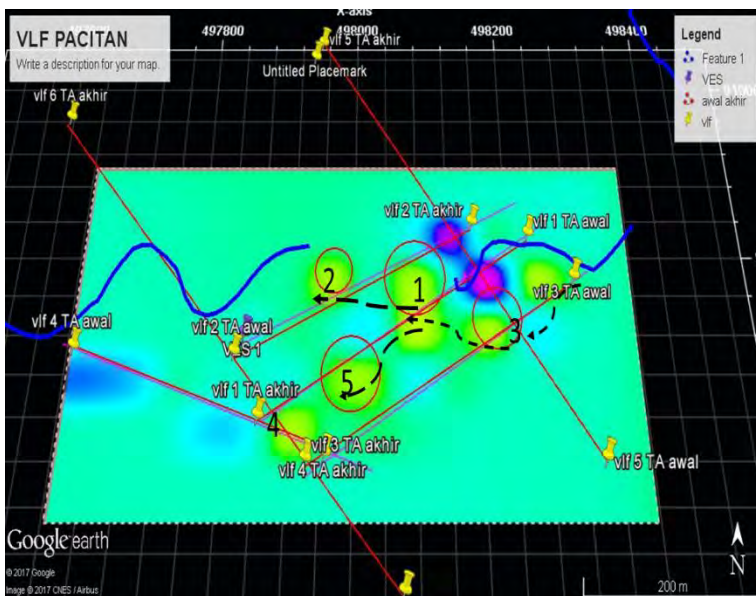 X-axis
497800
498000
498200
498400
VLF PACITAN
Write a description for your map.
Legend
Feature 1
VES
awal akhir
vlf
vlf 5 TA akhir
Untitled Placemark
vlf 6 TA akhir
vlf 2 TA akhir
vlf 1 TA awal
vlf 3 TA awal
vlf 4 TA awal
vlf 2 TA awal
VES 1
vlf 1 TA akhir
vlf 3 TA akhir
vlf 4 TA akhir
vlf 5 TA awal
2
1
3
5
4
Google earth
© 2017 Google
Image © 2017 CNES / Airbus
N
200 m